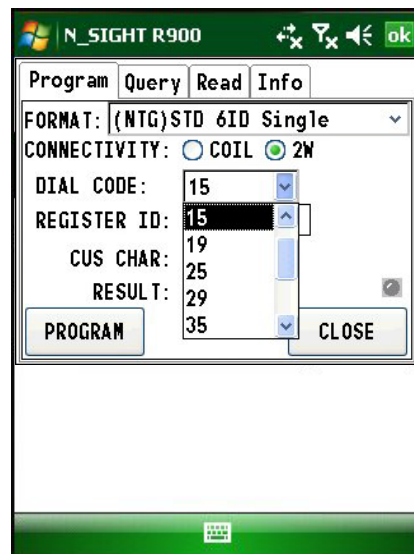 N_SIGHT R900 ok
Program Query Read Info
FORMAT: (NTG)STD 6ID Single
CONNECTIVITY: COIL 2W
DIAL CODE: 15
REGISTER ID: 15
19
CUS CHAR: 25
RESULT: 29
35
PROGRAM CLOSE